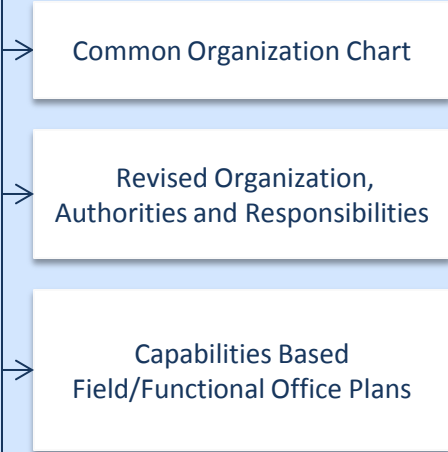 Common Organization Chart
Revised Organization,
Authorities and Responsibilities
Capabilities Based
Field/Functional Office Plans